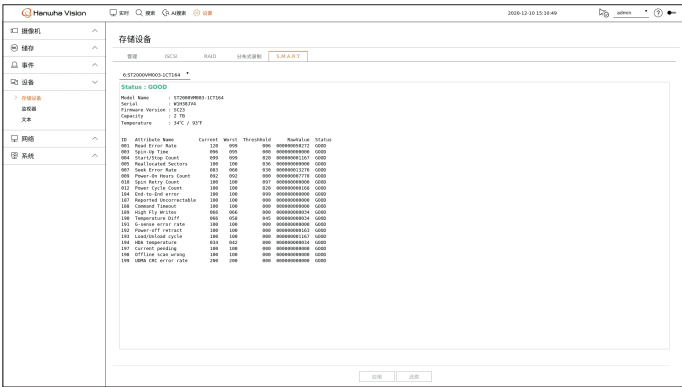 Hanwha Vision
实时 搜索 AI搜索 设置
2020-12-10 15:10:49
admin
摄像机
储存
事件
设备
存储设备
监视器
文本
网络
系统
存储设备
管理 iSCSI RAID 分布式录制 S.M.A.R.T
6:ST2000VM003-1CT164
Status : GOOD
Model Name : ST2000VM003-1CT164
Serial : W1H3BJV4
Firmware Version : SC23
Capacity : 2 TB
Temperature : 34℃ / 93℉
ID Attribute Name Current Worst Threshhold RawValue Status
001 Read Error Rate 120 099 006 000000050272 GOOD
003 Spin-Up Time 096 095 000 000000000000 GOOD
004 Start/Stop Count 099 099 020 000000001167 GOOD
005 Reallocated Sectors 100 100 036 000000000000 GOOD
007 Seek Error Rate 083 060 030 000000013276 GOOD
009 Power-On Hours Count 092 092 000 000000007778 GOOD
010 Spin Retry Count 100 100 097 000000000000 GOOD
012 Power Cycle Count 100 100 020 000000000168 GOOD
184 End-to-End error 100 100 099 000000000000 GOOD
187 Reported Uncorrectable 100 100 000 000000000000 GOOD
188 Command Timeout 100 100 000 000000000000 GOOD
189 High Fly Writes 066 066 000 000000000034 GOOD
190 Temperature Diff 066 058 045 000000000034 GOOD
191 G-sense error rate 100 100 000 000000000000 GOOD
192 Power-off retract 100 100 000 000000000163 GOOD
193 Load/Unload cycle 100 100 000 000000001167 GOOD
194 HDA temperature 034 042 000 000000000034 GOOD
197 Current pending 100 100 000 000000000000 GOOD
198 Offline scan wrong 100 100 000 000000000000 GOOD
199 UDMA CRC error rate 200 200 000 000000000000 GOOD
应用 还原